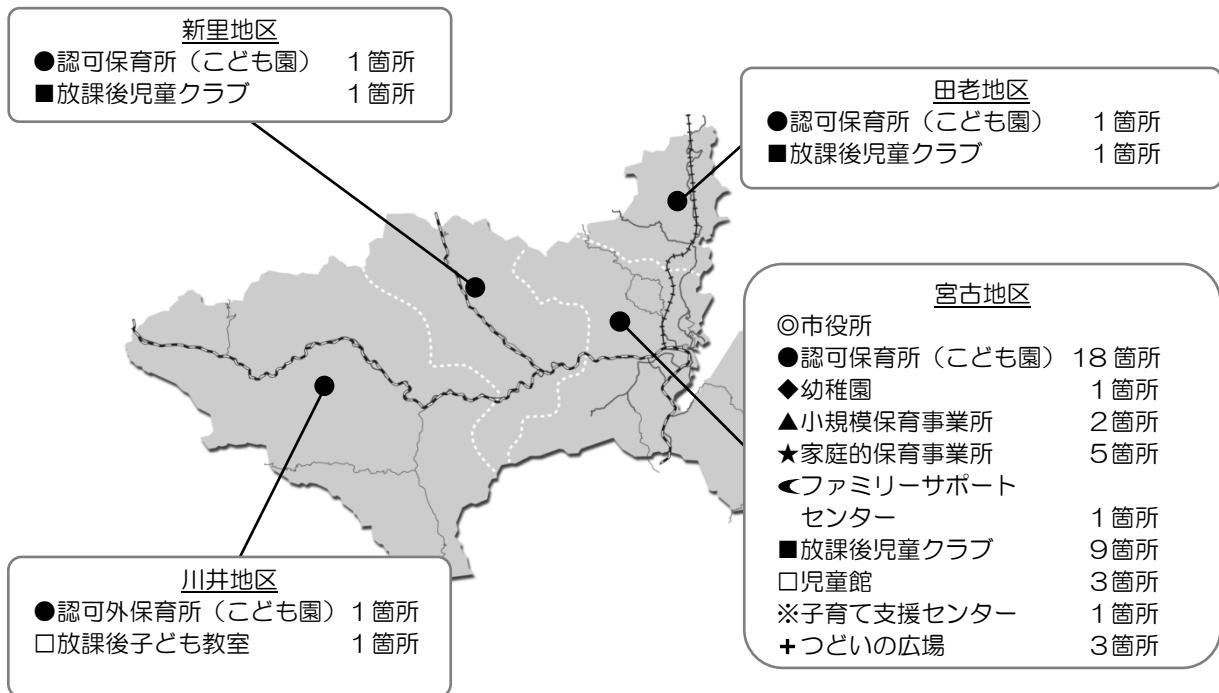 新里地区
●認可保育所（こども園） １箇所
■放課後児童クラブ １箇所
田老地区
●認可保育所（こども園） １箇所
■放課後児童クラブ １箇所
宮古地区
◎市役所
●認可保育所（こども園） 18箇所
◆幼稚園 １箇所
▲小規模保育事業所 ２箇所
★家庭的保育事業所 ５箇所
ファミリーサポート
センター １箇所
■放課後児童クラブ ９箇所
□児童館 ３箇所
※子育て支援センター １箇所
+つどいの広場 ３箇所
川井地区
●認可外保育所（こども園） １箇所
□放課後子ども教室 １箇所